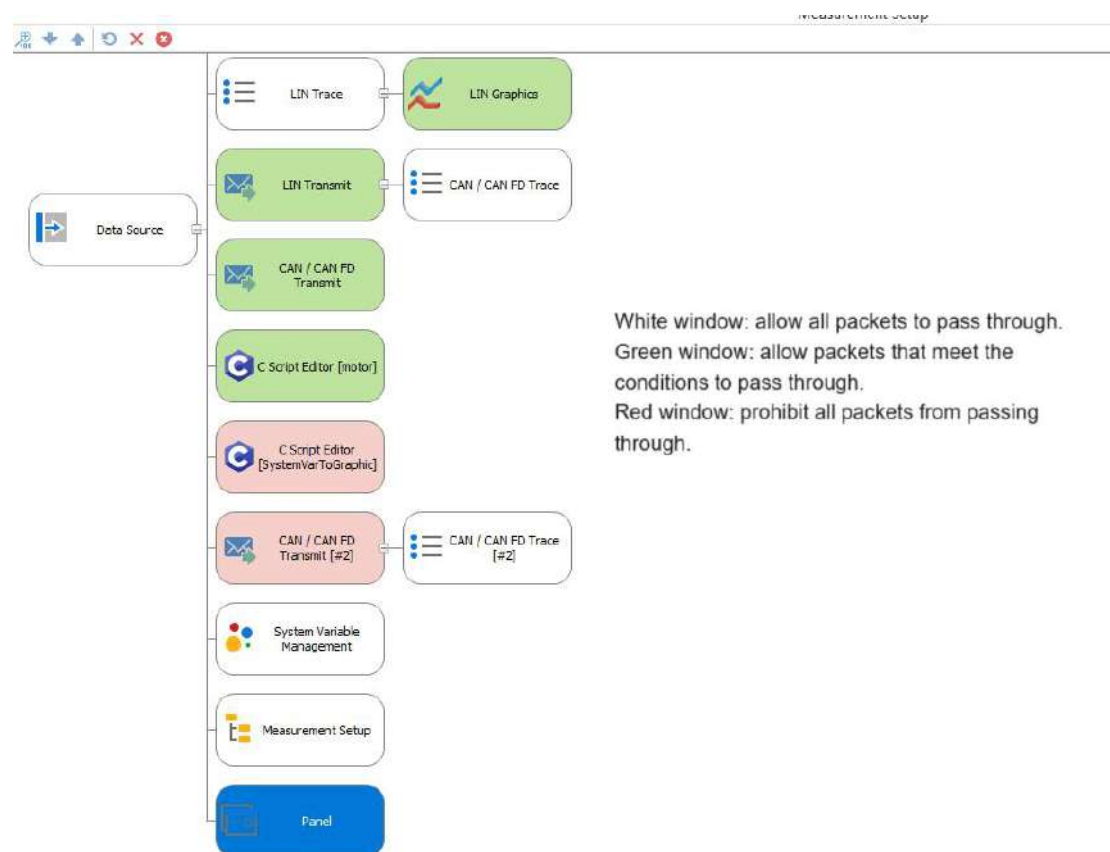 Measurement Setup
LIN Trace
LIN Graphics
LIN Transmit
CAN / CAN FD Trace
Data Source
CAN / CAN FD
Transmit
White window: allow all packets to pass through.
Green window: allow packets that meet the
conditions to pass through.
Red window: prohibit all packets from passing
through.
C Script Editor [motor]
C Script Editor
[SystemVarToGraphic]
CAN / CAN FD
Transmit [#2]
CAN / CAN FD Trace
[#2]
System Variable
Management
Measurement Setup
Panel